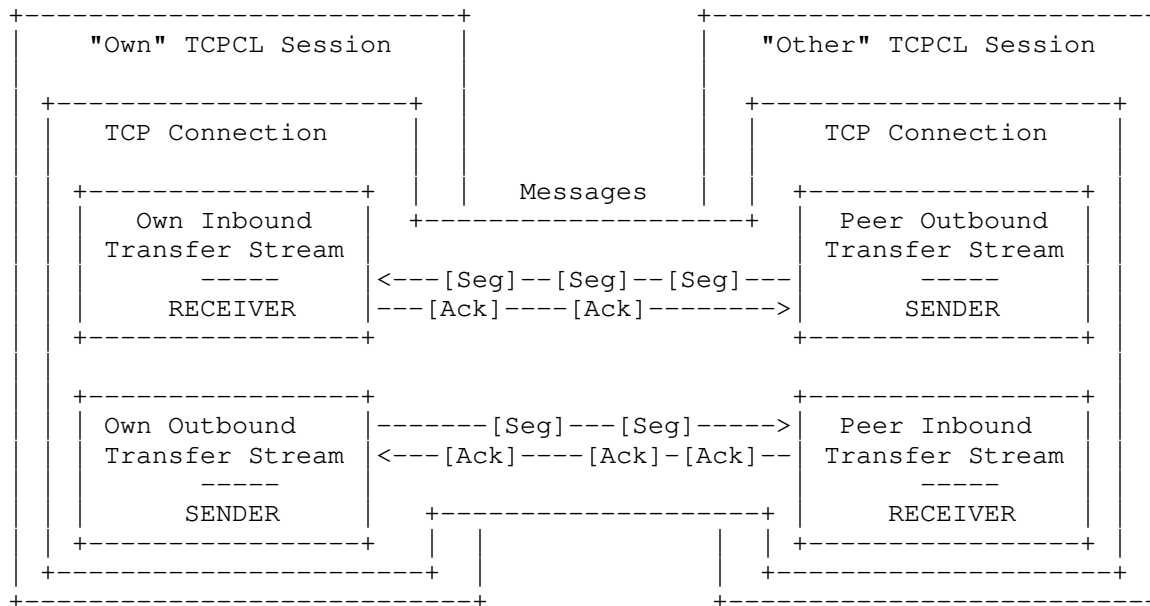 "Own" TCPCL Session "Other" TCPCL Session
TCP Connection TCP Connection
Messages
Own Inbound Peer Outbound
Transfer Stream Transfer Stream
----- <---[Seg]--[Seg]--[Seg]--- -----
RECEIVER ---[Ack]----[Ack]--------> SENDER
Own Outbound -------[Seg]---[Seg]-----> Peer Inbound
Transfer Stream <---[Ack]----[Ack]-[Ack]-- Transfer Stream
----- -----
SENDER RECEIVER